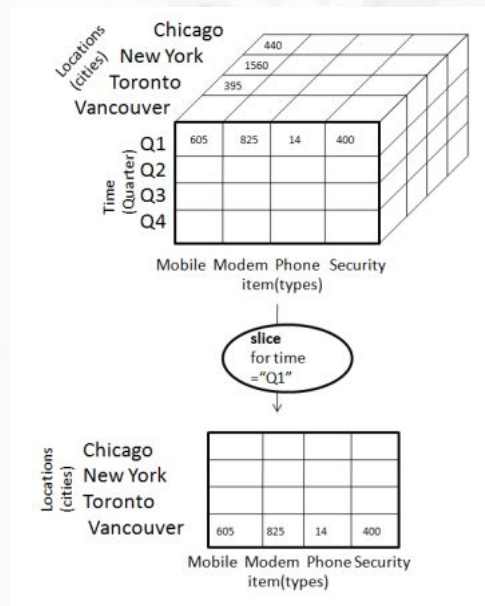 Locations
(cities)
Chicago
New York
Toronto
Vancouver
440
1560
395
Time
(Quarter)
Q1 605 825 14 400
Q2
Q3
Q4
Mobile Modem Phone Security
item(types)
slice
for time
="Q1"
Locations
(cities)
Chicago
New York
Toronto
Vancouver 605 825 14 400
Mobile Modem Phone Security
item(types)